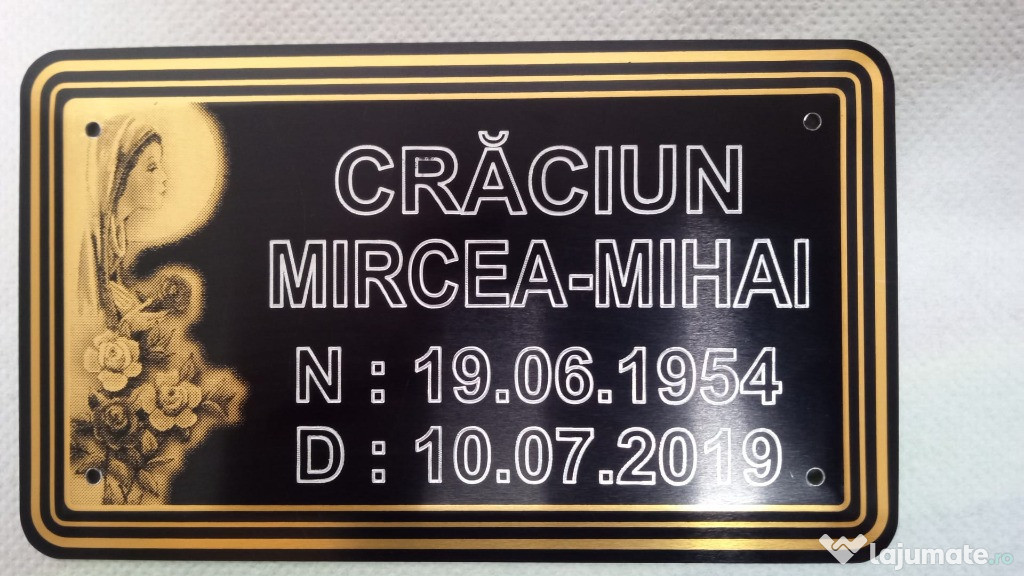 CRĂCIUN
MIRCEA-MIHAI
N : 19.06.1954
D : 10.07.2019
lajumate.ro